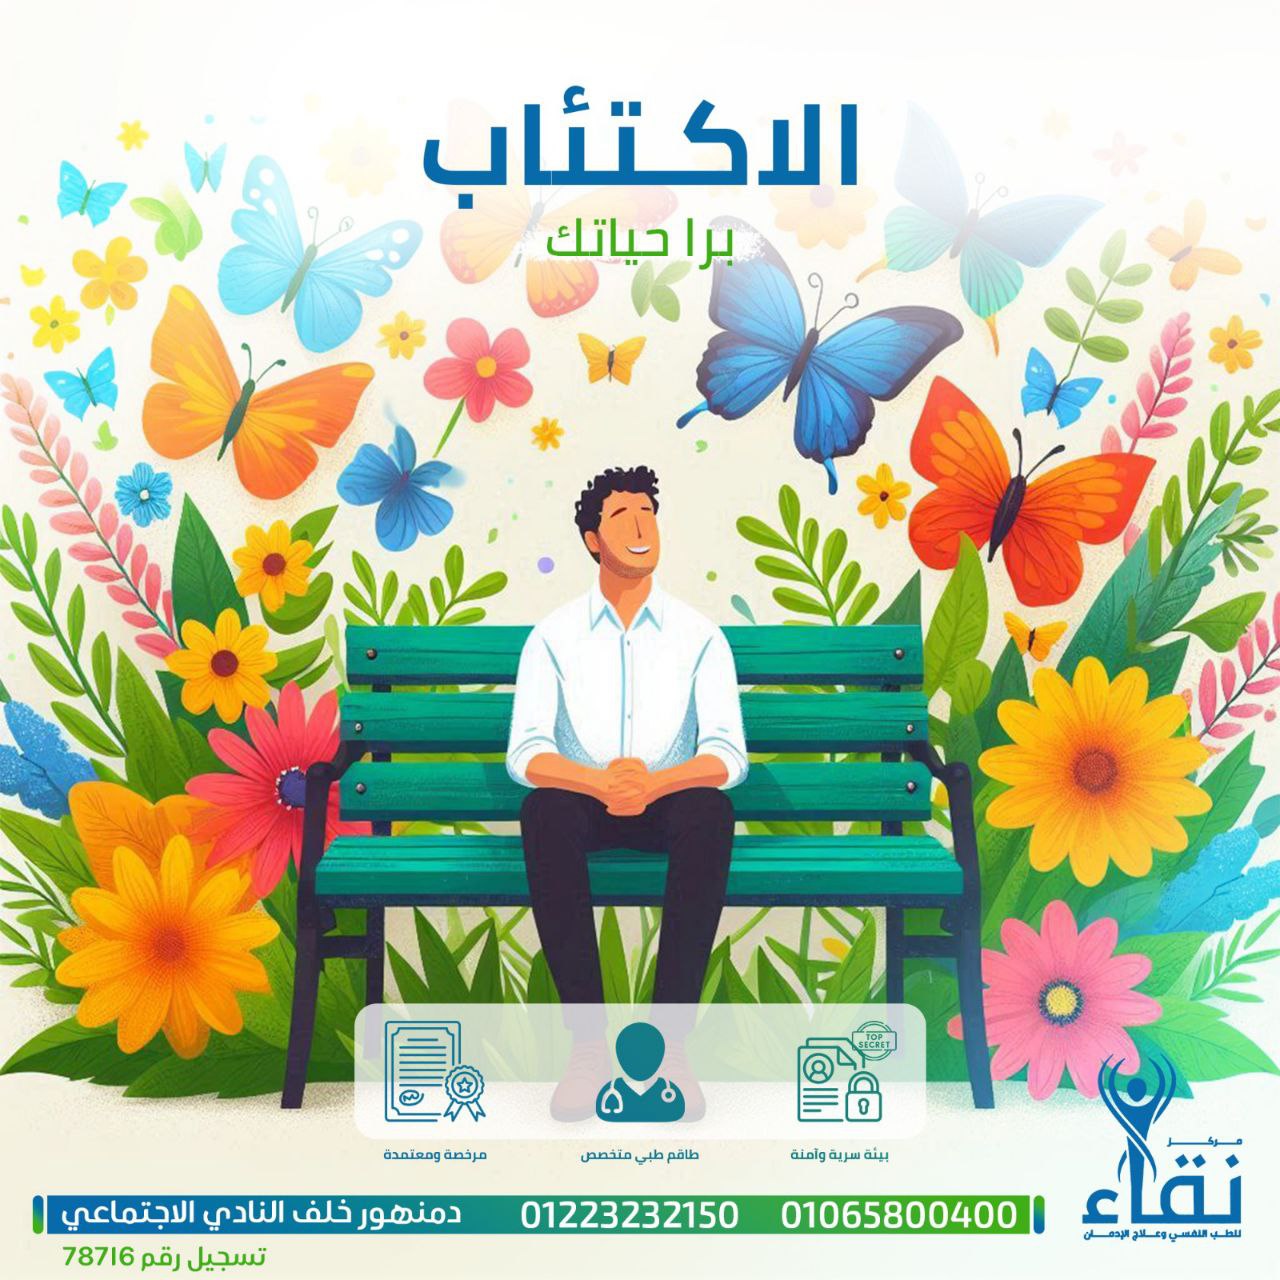 الاكتئاب
برا حياتك
TOP
SECRET
بيئة سرية وآمنة
طاقم طبي متخصص
مرخصة ومعتمدة
مركز
نقاء
للطب النفسي وعلاج الإدمان
01065800400
01223232150
دمنهور خلف النادي الاجتماعي
تسجيل رقم 78716